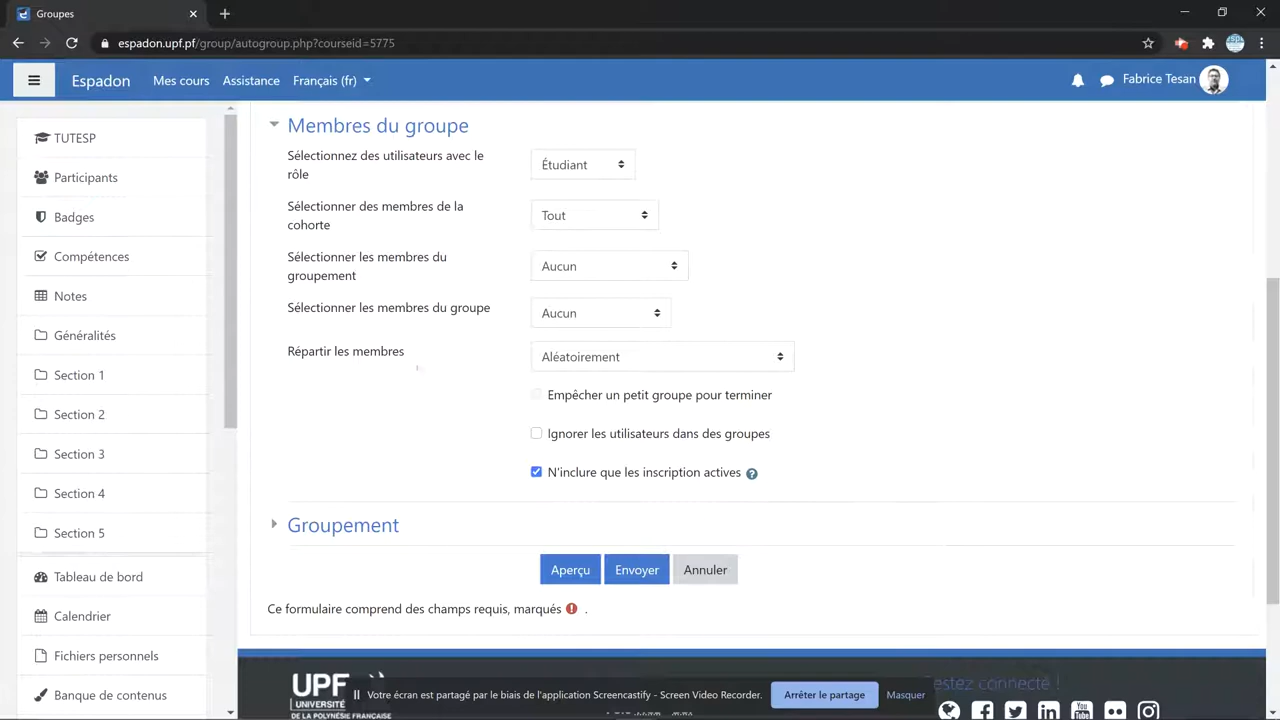 Groupes
espadon.upf.pf/group/autogroup.php?courseid=5775
Espadon Mes cours Assistance Français (fr) Fabrice Tesan
TUTESP
Participants
Badges
Compétences
Notes
Généralités
Section 1
Section 2
Section 3
Section 4
Section 5
Tableau de bord
Calendrier
Fichiers personnels
Banque de contenus
Membres du groupe
Sélectionnez des utilisateurs avec le
rôle
Étudiant
Sélectionner des membres de la
cohorte
Tout
Sélectionner les membres du
groupement
Aucun
Sélectionner les membres du groupe
Aucun
Répartir les membres
Aléatoirement
Empêcher un petit groupe pour terminer
Ignorer les utilisateurs dans des groupes
N'inclure que les inscription actives
Groupement
Aperçu Envoyer Annuler
Ce formulaire comprend des champs requis, marqués .
UPF
UNIVERSITÉ
DE LA POLYNÉSIE FRANÇAISE
Votre écran est partagé par le biais de l'application Screencastify - Screen Video Recorder.
Arrêter le partage
Masquer
estez connecté !